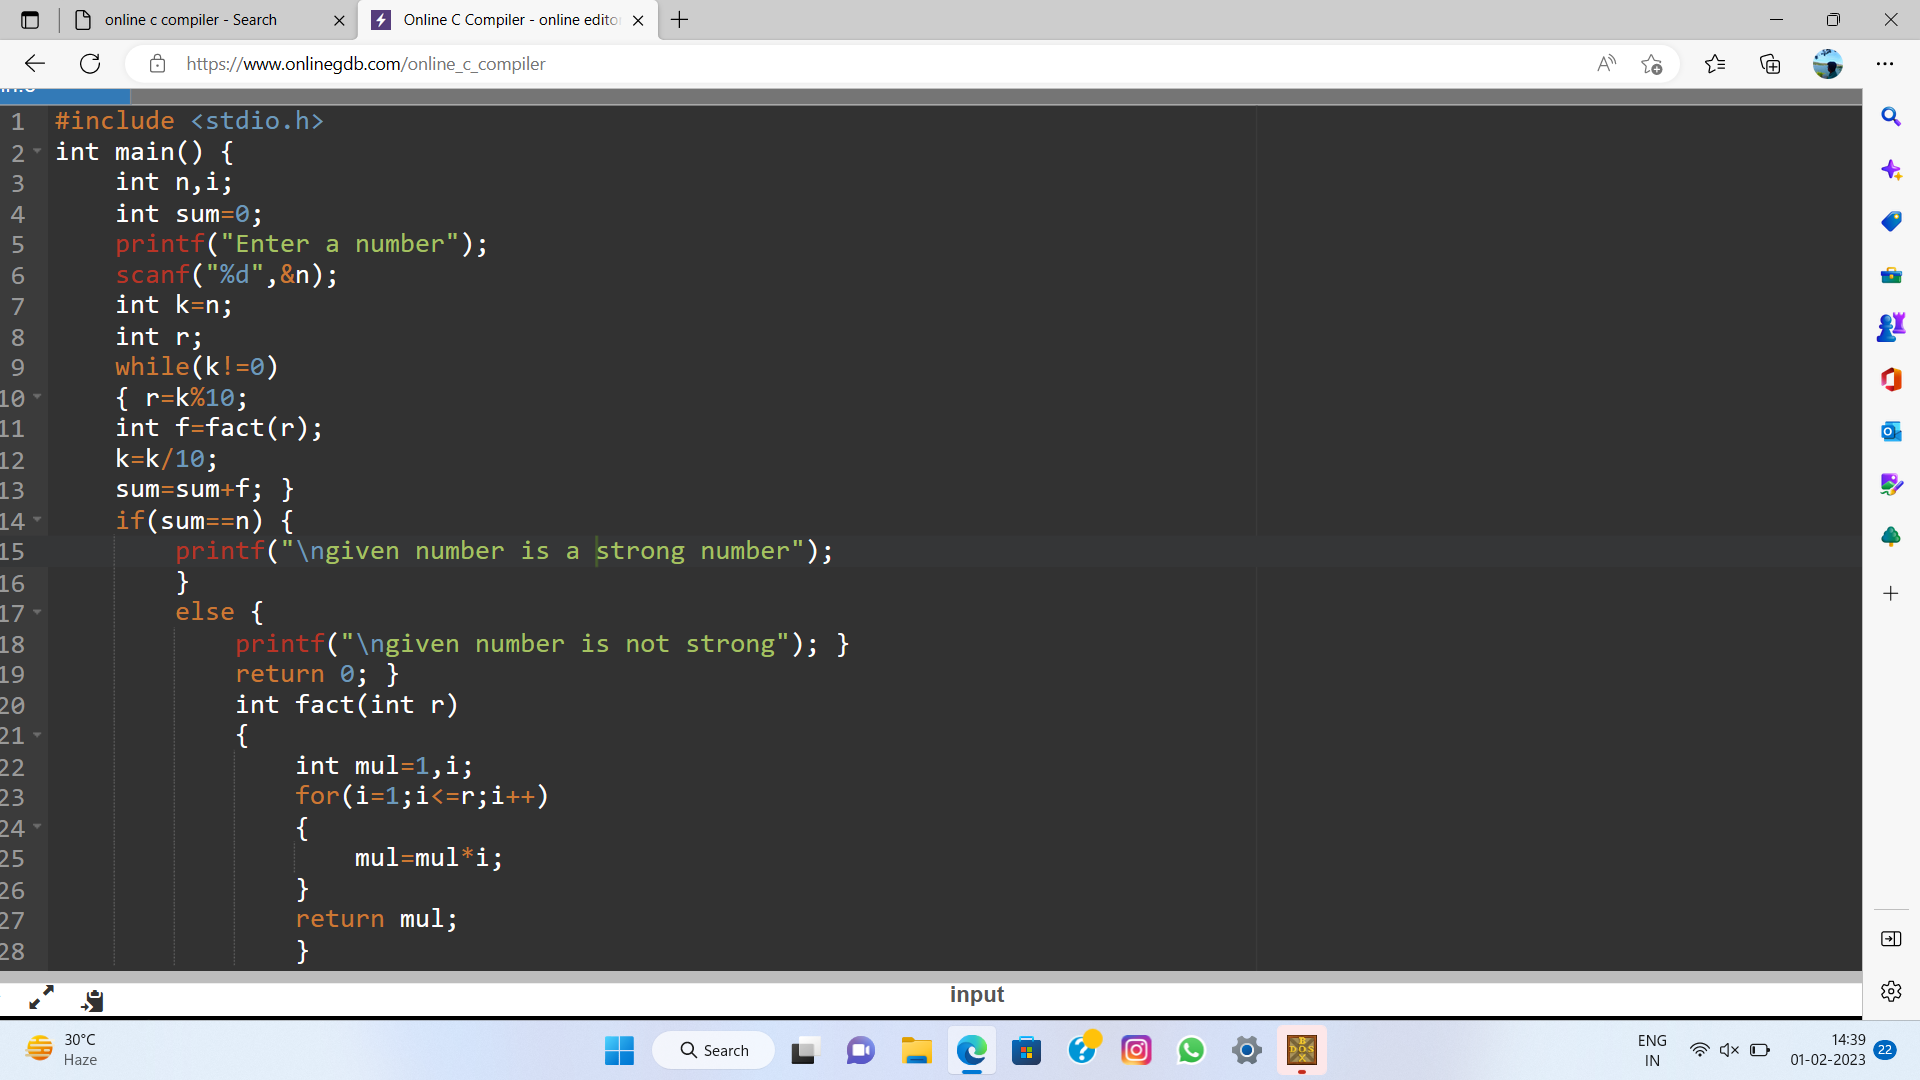 online c compiler - Search
Online C Compiler - online edito
https://www.onlinegdb.com/online_c_compiler
1 #include <stdio.h>
2 int main() {
3 int n,i;
4 int sum=0;
5 printf("Enter a number");
6 scanf("%d",&n);
7 int k=n;
8 int r;
9 while(k!=0)
10 { r=k%10;
11 int f=fact(r);
12 k=k/10;
13 sum=sum+f; }
14 if(sum==n) {
15 printf("\ngiven number is a strong number");
16 }
17 else {
18 printf("\ngiven number is not strong"); }
19 return 0; }
20 int fact(int r)
21 {
22 int mul=1,i;
23 for(i=1;i<=r;i++)
24 {
25 mul=mul*i;
26 }
27 return mul;
28 }
input
30°C
Haze
Search
DOS
ENG
IN
14:39
01-02-2023
22